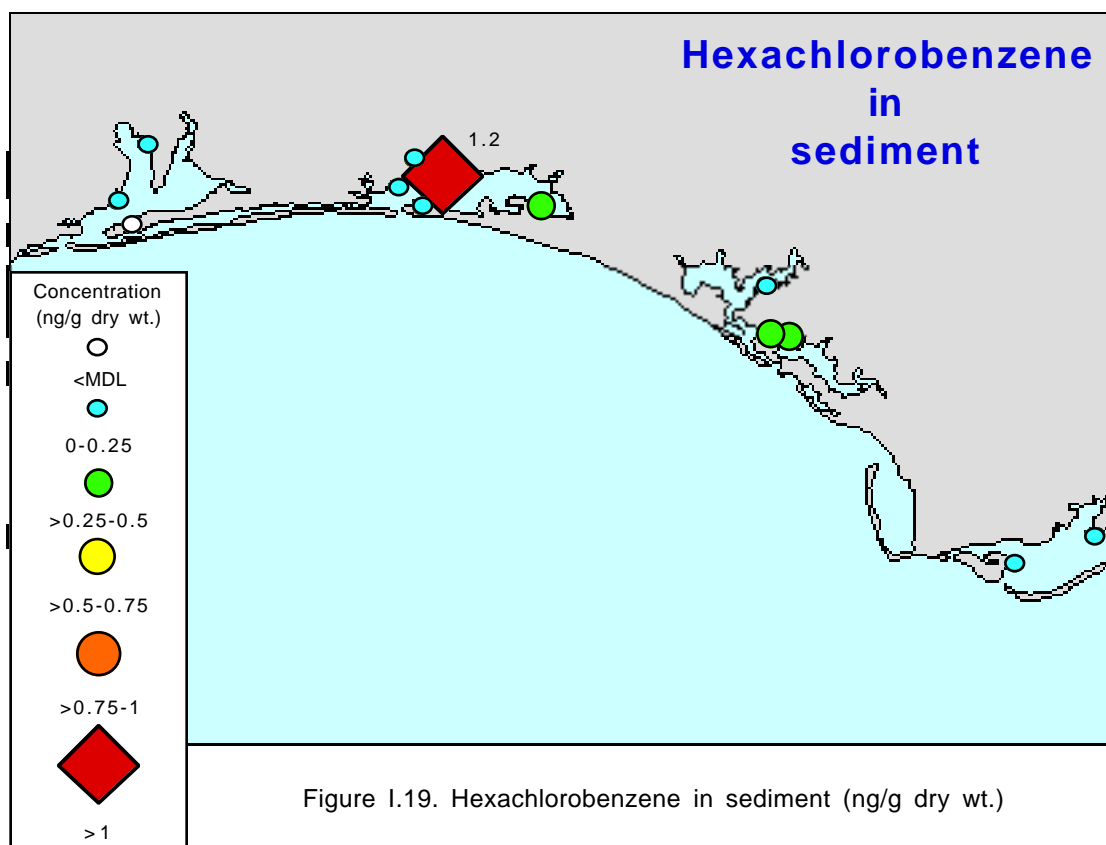 Hexachlorobenzene
in
sediment
1.2
Concentration
(ng/g dry wt.)
<MDL
0-0.25
>0.25-0.5
>0.5-0.75
>0.75-1
>1
Figure I.19. Hexachlorobenzene in sediment (ng/g dry wt.)